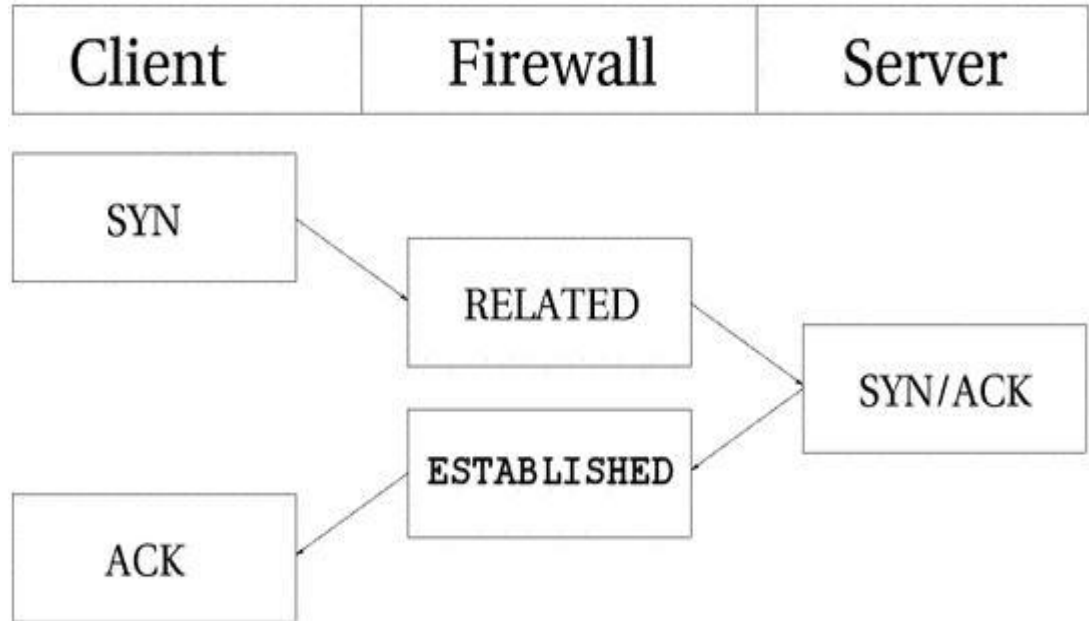 Client Firewall Server
SYN
RELATED
SYN/ACK
ESTABLISHED
ACK